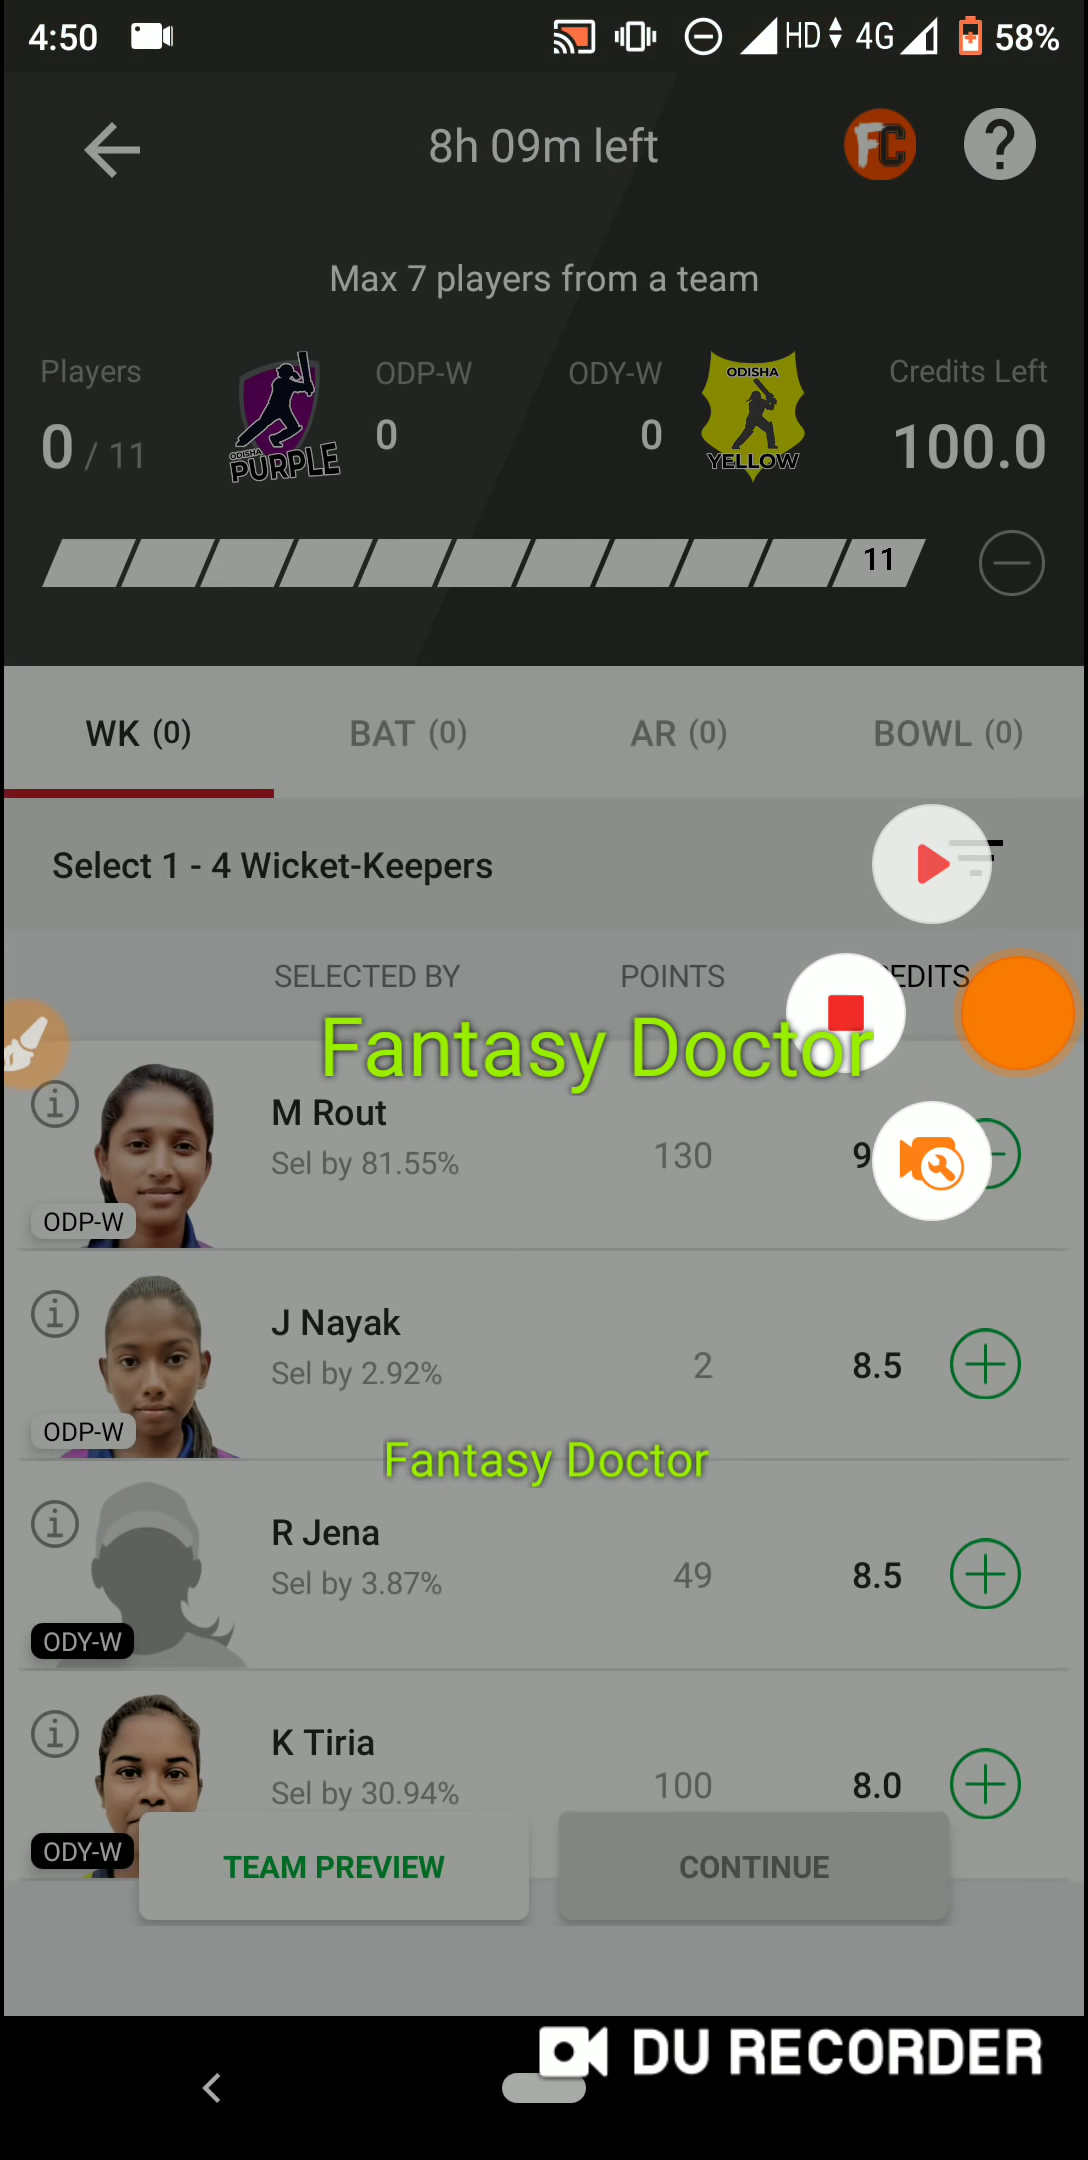 4:50 HD 4G 58%
8h 09m left FC ?
Max 7 players from a team
Players ODP-W ODY-W Credits Left
0 / 11 0 0 100.0
ODISHA PURPLE
ODISHA YELLOW
11
WK (0) BAT (0) AR (0) BOWL (0)
Select 1 - 4 Wicket-Keepers
SELECTED BY POINTS EDITS
Fantasy Doctor
M Rout
Sel by 81.55% 130 9
ODP-W
J Nayak
Sel by 2.92% 2 8.5
ODP-W
Fantasy Doctor
R Jena
Sel by 3.87% 49 8.5
ODY-W
K Tiria
Sel by 30.94% 100 8.0
ODY-W
TEAM PREVIEW CONTINUE
DU RECORDER